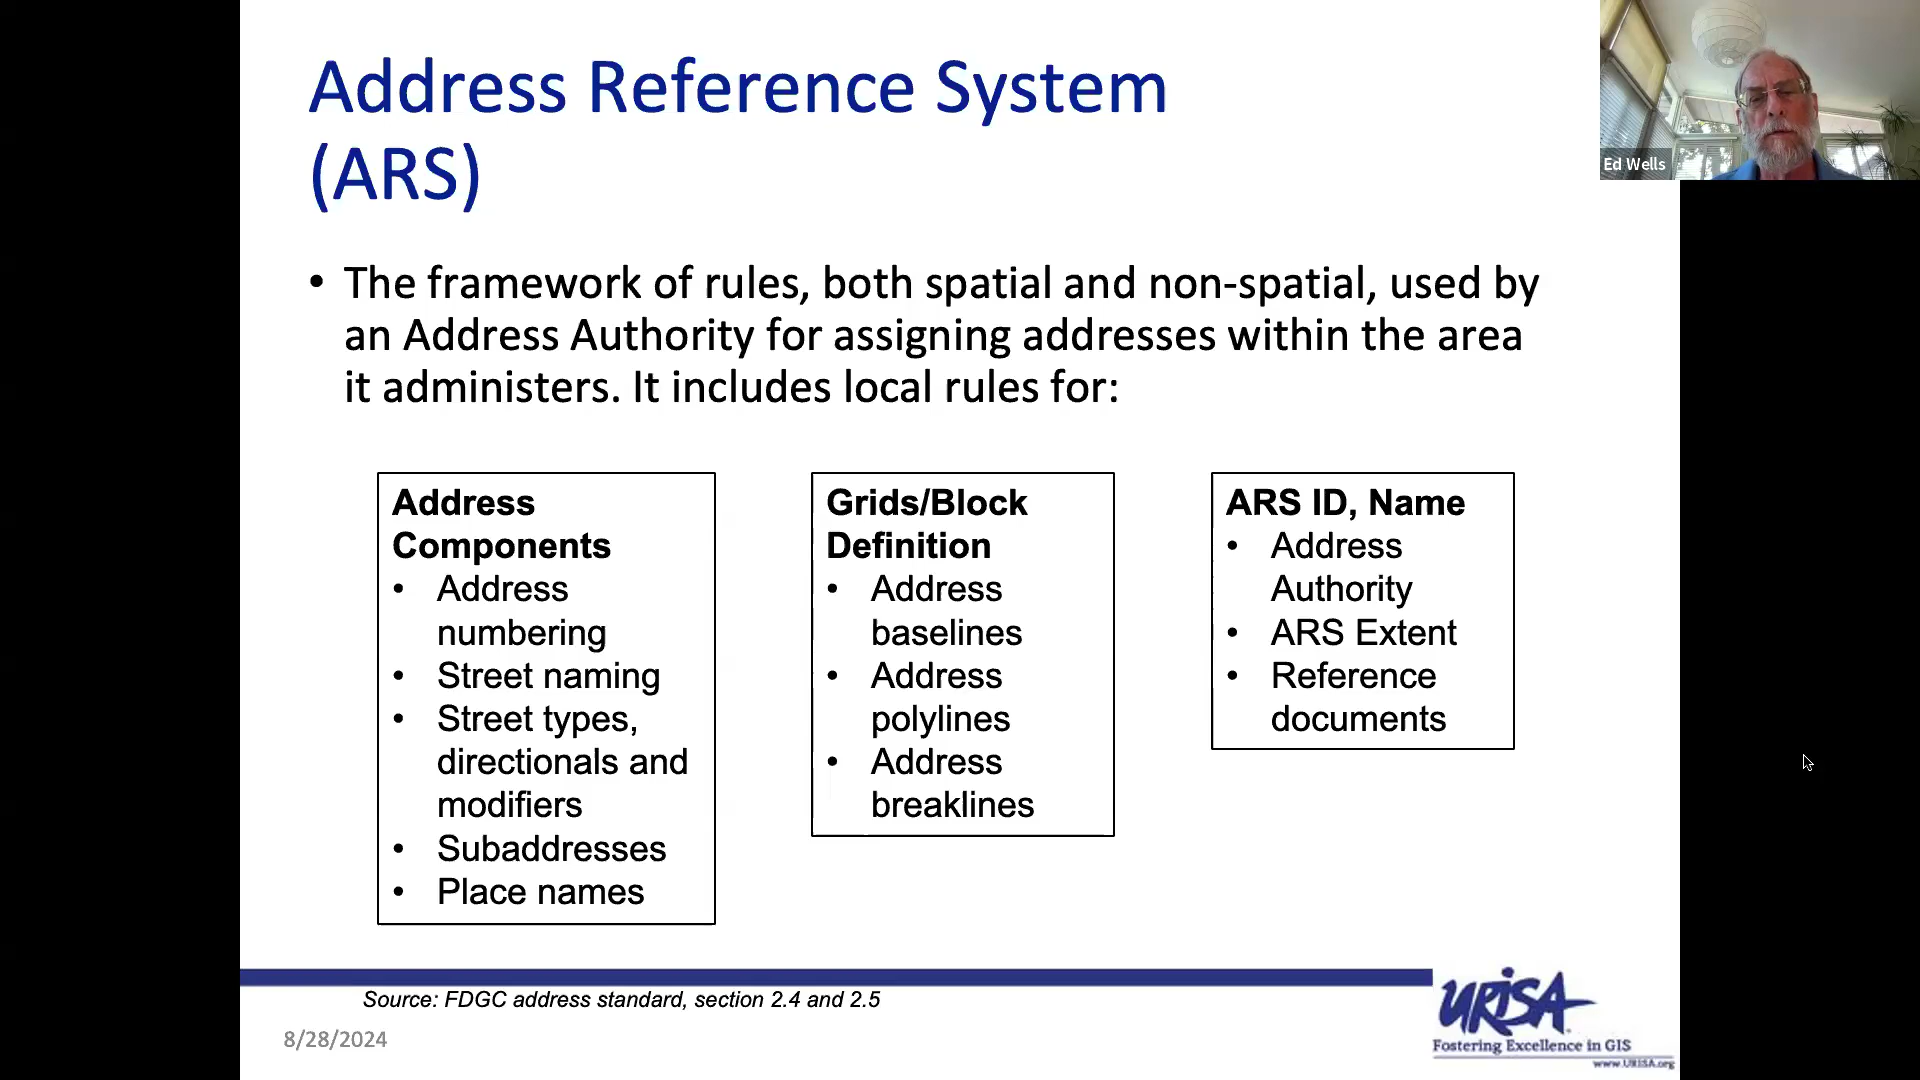 Address Reference System
(ARS)
• The framework of rules, both spatial and non-spatial, used by
an Address Authority for assigning addresses within the area
it administers. It includes local rules for:
Address
Components
• Address
numbering
• Street naming
• Street types,
directionals and
modifiers
• Subaddresses
• Place names
Grids/Block
Definition
• Address
baselines
• Address
polylines
• Address
breaklines
ARS ID, Name
• Address
Authority
• ARS Extent
• Reference
documents
Source: FDGC address standard, section 2.4 and 2.5
8/28/2024
URISA
Fostering Excellence in GIS
www.URISA.org
Ed Wells